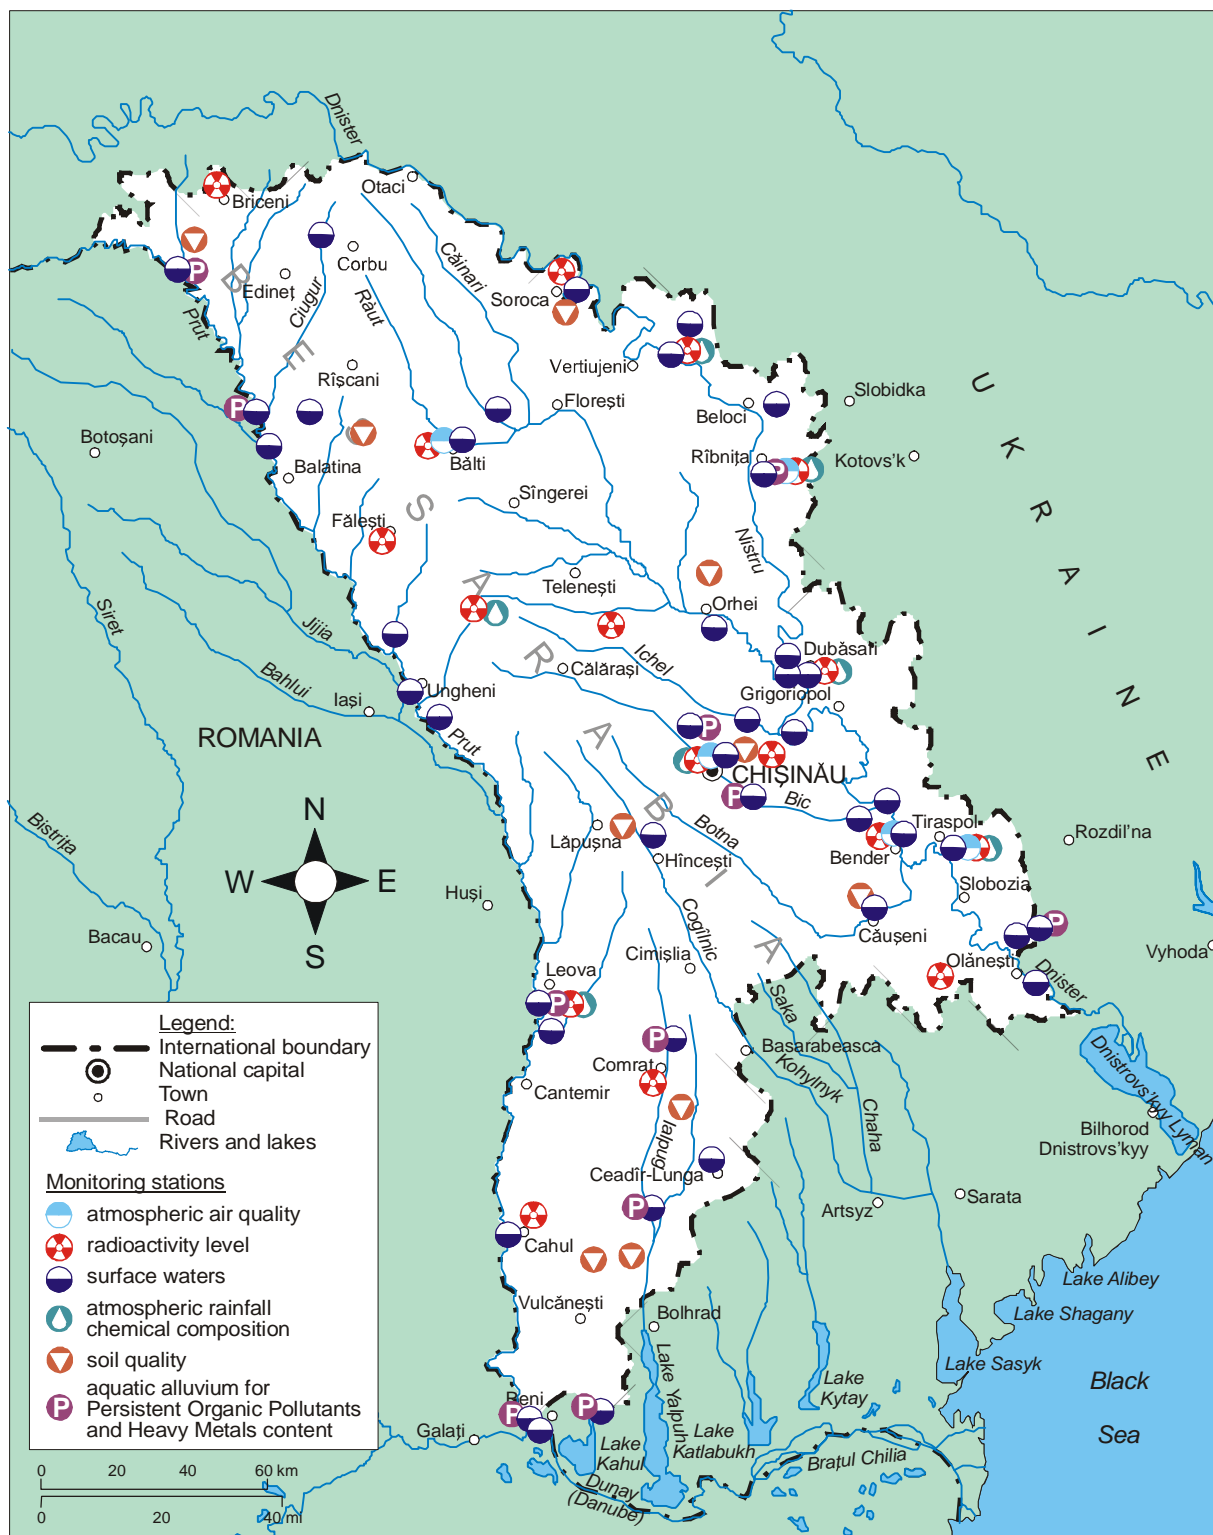 Dnister
Otaci
Briceni
Corbu
Edineț
Căinari
Soroca
Ciugur
Răut
Prut
Rîșcani
Vertiujeni
Florești
Beloci
Slobidka
Botoșani
Balatina
Bălti
Rîbnița
Kotovs'k
Sîngerei
Fălești
Nistru
Telenești
Orhei
Siret
Jijia
Ichel
Dubăsari
Bahlui
Călărași
Grigoriopol
Ungheni
Iași
ROMANIA
Prut
CHIȘINĂU
Bic
Bistrița
Botna
Tiraspol
Rozdil'na
Lăpușna
Hîncești
Bender
N
W E
S
Huși
Slobozia
Cogîlnic
Bacau
Căușeni
Vyhoda
Cimișlia
Olănești
Dnister
Leova
Saka
Basarabeasca
Comrat
Kohylnyk
Cantemir
Chaha
Dnistrovs'kyy Lyman
Bilhorod
Dnistrovs'kyy
Ialpug
Ceadîr-Lunga
Artsyz
Sarata
Cahul
Vulcănești
Bolhrad
Lake Alibey
Lake Shagany
Lake Sasyk
Lake Yalpuh
Lake
Kytay
Black
Sea
Reni
Galați
Lake
Kahul
Lake
Katlabukh
Brațul Chilia
Dunay
(Danube)
BESARABIA
UKRAINE
Legend:
International boundary
National capital
Town
Road
Rivers and lakes
Monitoring stations
atmospheric air quality
radioactivity level
surface waters
atmospheric rainfall
chemical composition
soil quality
P aquatic alluvium for
Persistent Organic Pollutants
and Heavy Metals content
0 20 40 60 km
0 20 40 mi